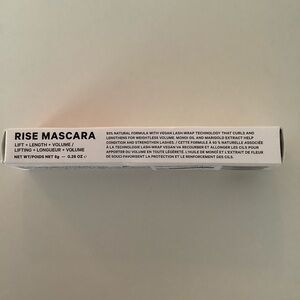 RISE MASCARA
LIFT + LENGTH + VOLUME /
LIFTING + LONGUEUR + VOLUME
NET WT/POIDS NET 8g — 0.28 OZ ℮
93% NATURAL FORMULA WITH VEGAN LASH-WRAP TECHNOLOGY THAT CURLS AND
LENGTHENS FOR WEIGHTLESS VOLUME. MONOI OIL AND MARIGOLD EXTRACT HELP
CONDITION AND STRENGTHEN LASHES. / CETTE FORMULE À 93 % NATURELLE ASSOCIÉE
À LA TECHNOLOGIE LASH-WRAP VEGAN VA RECOURBER ET ALLONGER LES CILS POUR
APPORTER DU VOLUME EN TOUTE LÉGÈRETÉ. L'HUILE DE MONOÏ ET L'EXTRAIT DE FLEUR
DE SOUCI FAVORISENT LA PROTECTION ET LE RENFORCEMENT DES CILS.